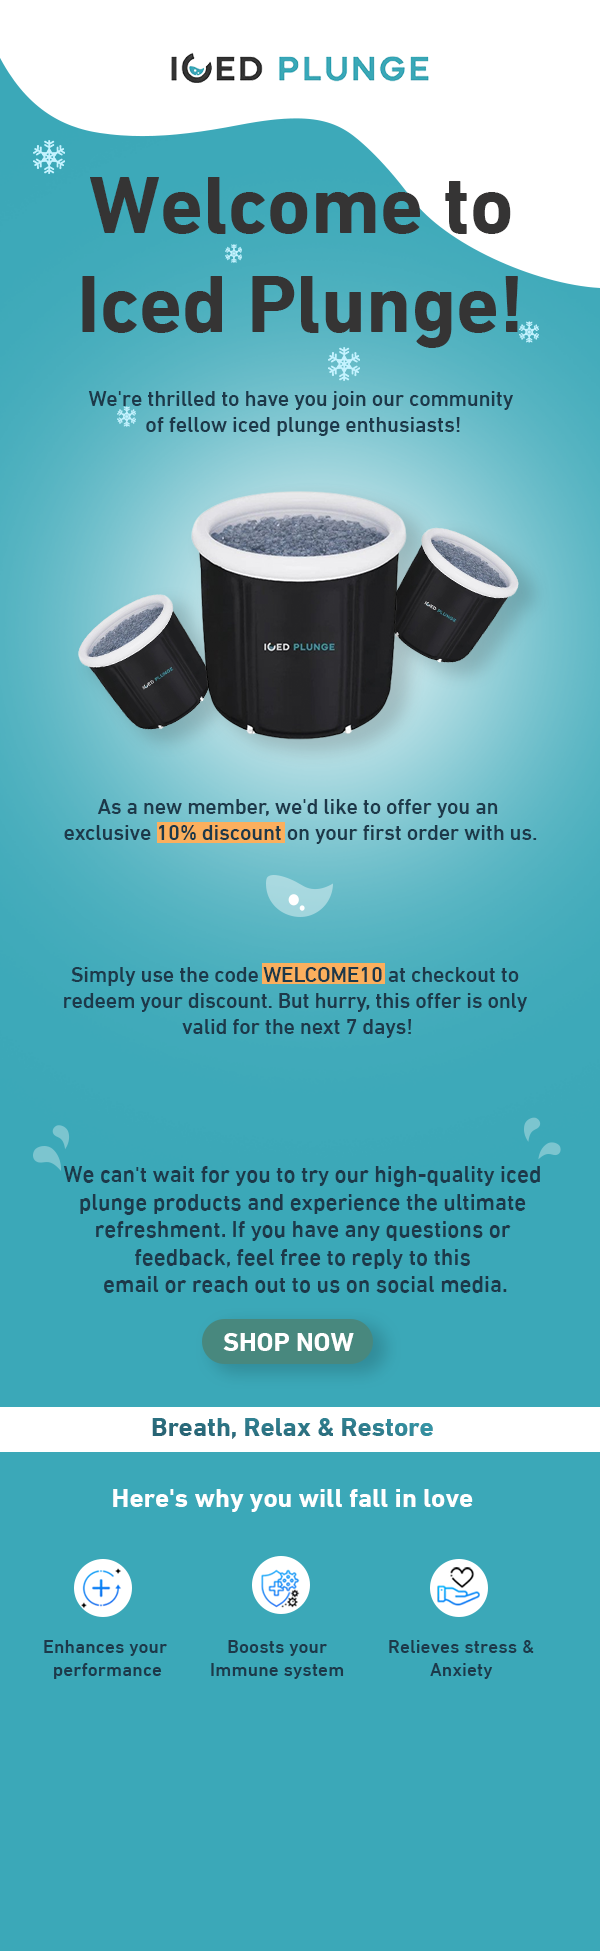 ICED PLUNGE
Welcome to
Iced Plunge!
We're thrilled to have you join our community
of fellow iced plunge enthusiasts!
ICED PLUNGE
ICED PLUNGE
ICED PLUNGE
As a new member, we'd like to offer you an
exclusive 10% discount on your first order with us.
Simply use the code WELCOME10 at checkout to
redeem your discount. But hurry, this offer is only
valid for the next 7 days!
We can't wait for you to try our high-quality iced
plunge products and experience the ultimate
refreshment. If you have any questions or
feedback, feel free to reply to this
email or reach out to us on social media.
SHOP NOW
Breath, Relax & Restore
Here's why you will fall in love
Enhances your
performance
Boosts your
Immune system
Relieves stress &
Anxiety